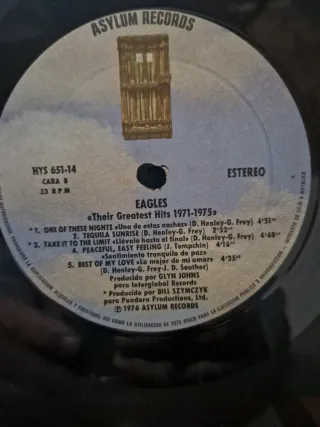 ASYLUM RECORDS
HYS 651-14
CARA B
33 RPM
ESTEREO
EAGLES
«Their Greatest Hits 1971-1975»
* 1. ONE OF THESE NIGHTS «Una de estas noches» (D. Henley-G. Frey) 4'51"
2. TEQUILA SUNRISE (D. Henley-G. Frey) 2'52"
* 3. TAKE IT TO THE LIMIT «Llévalo hasta el final» (D. Henley-G. Frey) 4'48"
4. PEACEFUL, EASY FEELING (J. Tempchin) 4'16"
«Sentimiento tranquilo de paz»
5. BEST OF MY LOVE «Lo mejor de mi amor» 4'35"
(D. Henley-G. Frey-J. D. Souther)
Producido por GLYN JOHNS
para Interglobal Records
* Producida por BILL SZYMCZYK
para Pandora Productions, Ltd.
Ⓟ 1976 ASYLUM RECORDS